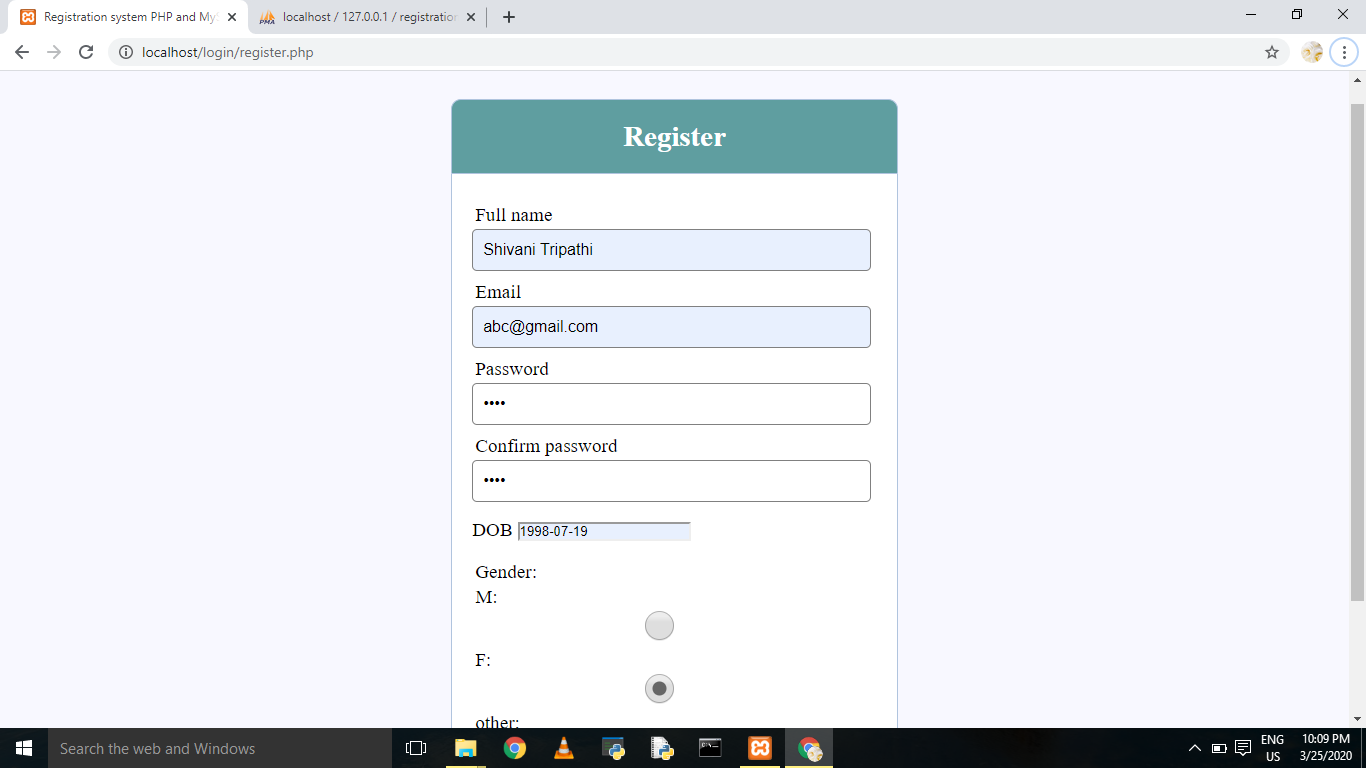 Registration system PHP and My
localhost / 127.0.0.1 / registration
localhost/login/register.php
Register
Full name
Shivani Tripathi
Email
abc@gmail.com
Password
••••
Confirm password
••••
DOB 1998-07-19
Gender:
M:
F:
other:
Search the web and Windows
ENG
US
10:09 PM
3/25/2020